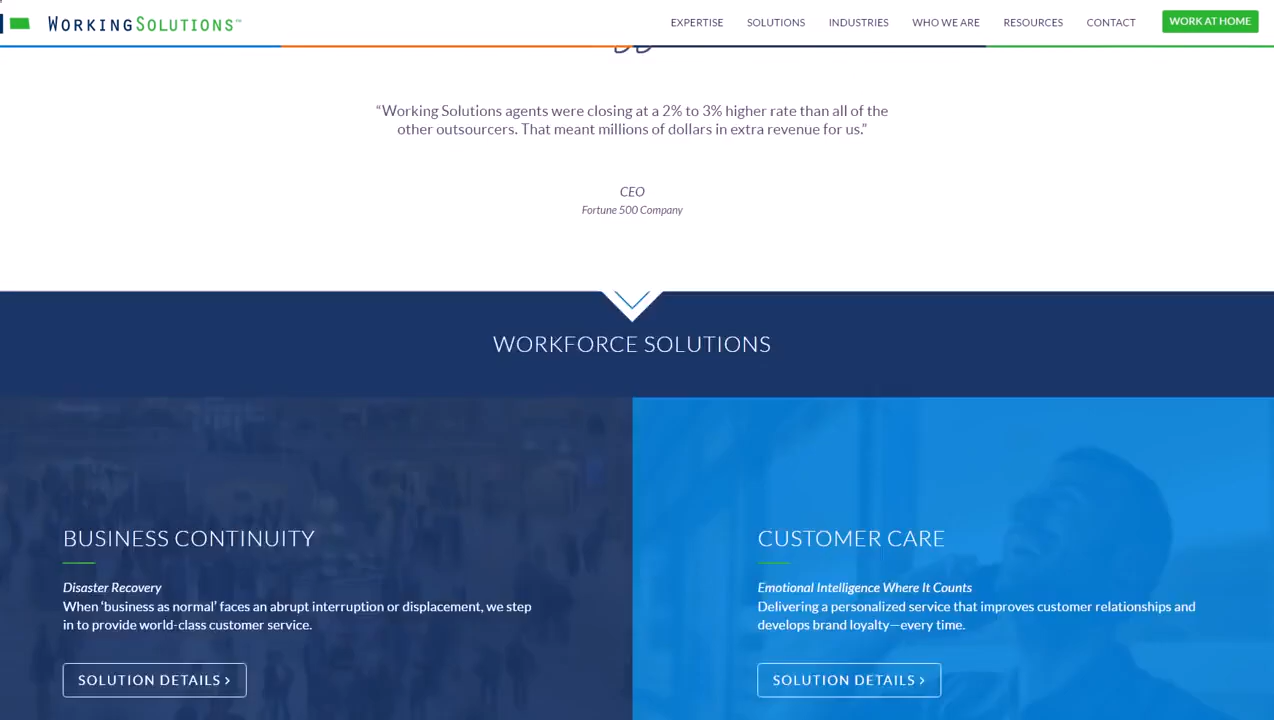 WORKINGSOLUTIONS™
EXPERTISE SOLUTIONS INDUSTRIES WHO WE ARE RESOURCES CONTACT WORK AT HOME
“Working Solutions agents were closing at a 2% to 3% higher rate than all of the
other outsourcers. That meant millions of dollars in extra revenue for us.”
CEO
Fortune 500 Company
WORKFORCE SOLUTIONS
BUSINESS CONTINUITY
Disaster Recovery
When ‘business as normal’ faces an abrupt interruption or displacement, we step
in to provide world-class customer service.
SOLUTION DETAILS ›
CUSTOMER CARE
Emotional Intelligence Where It Counts
Delivering a personalized service that improves customer relationships and
develops brand loyalty—every time.
SOLUTION DETAILS ›